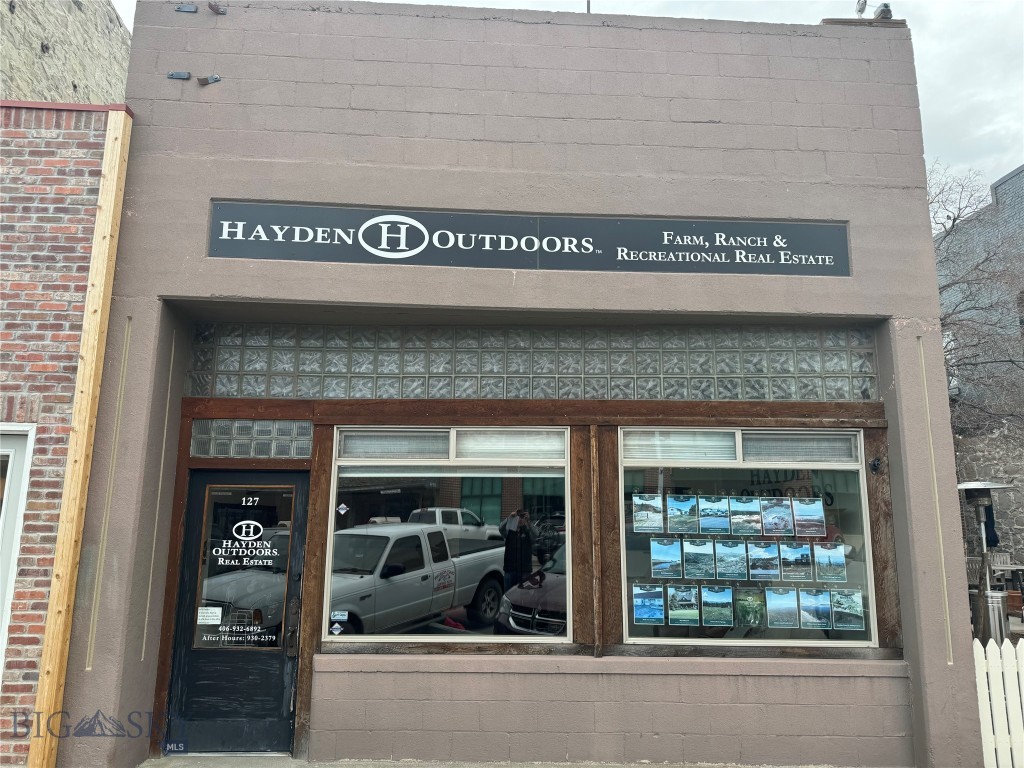 HAYDEN H OUTDOORS™
FARM, RANCH &
RECREATIONAL REAL ESTATE
127
H
HAYDEN
OUTDOORS.
REAL ESTATE
406-932-6892
After Hours: 930-2379
HAYDEN
OUTDOORS
BIG SKY
MLS